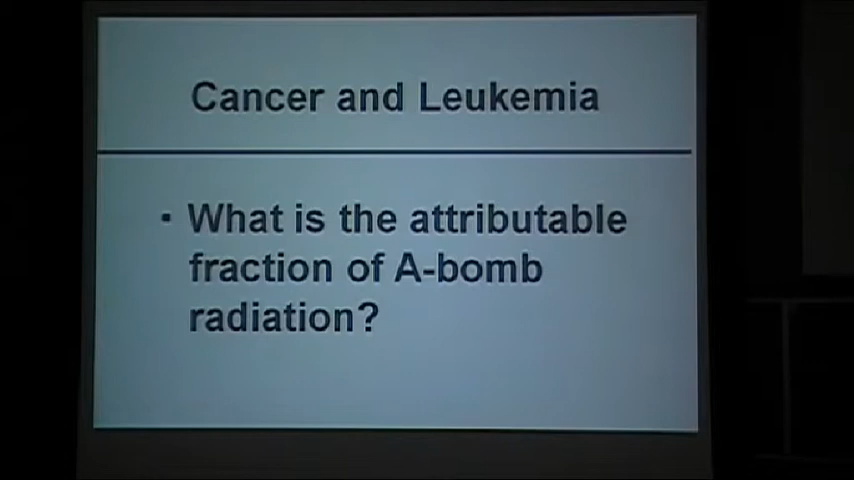 Cancer and Leukemia
• What is the attributable
fraction of A-bomb
radiation?